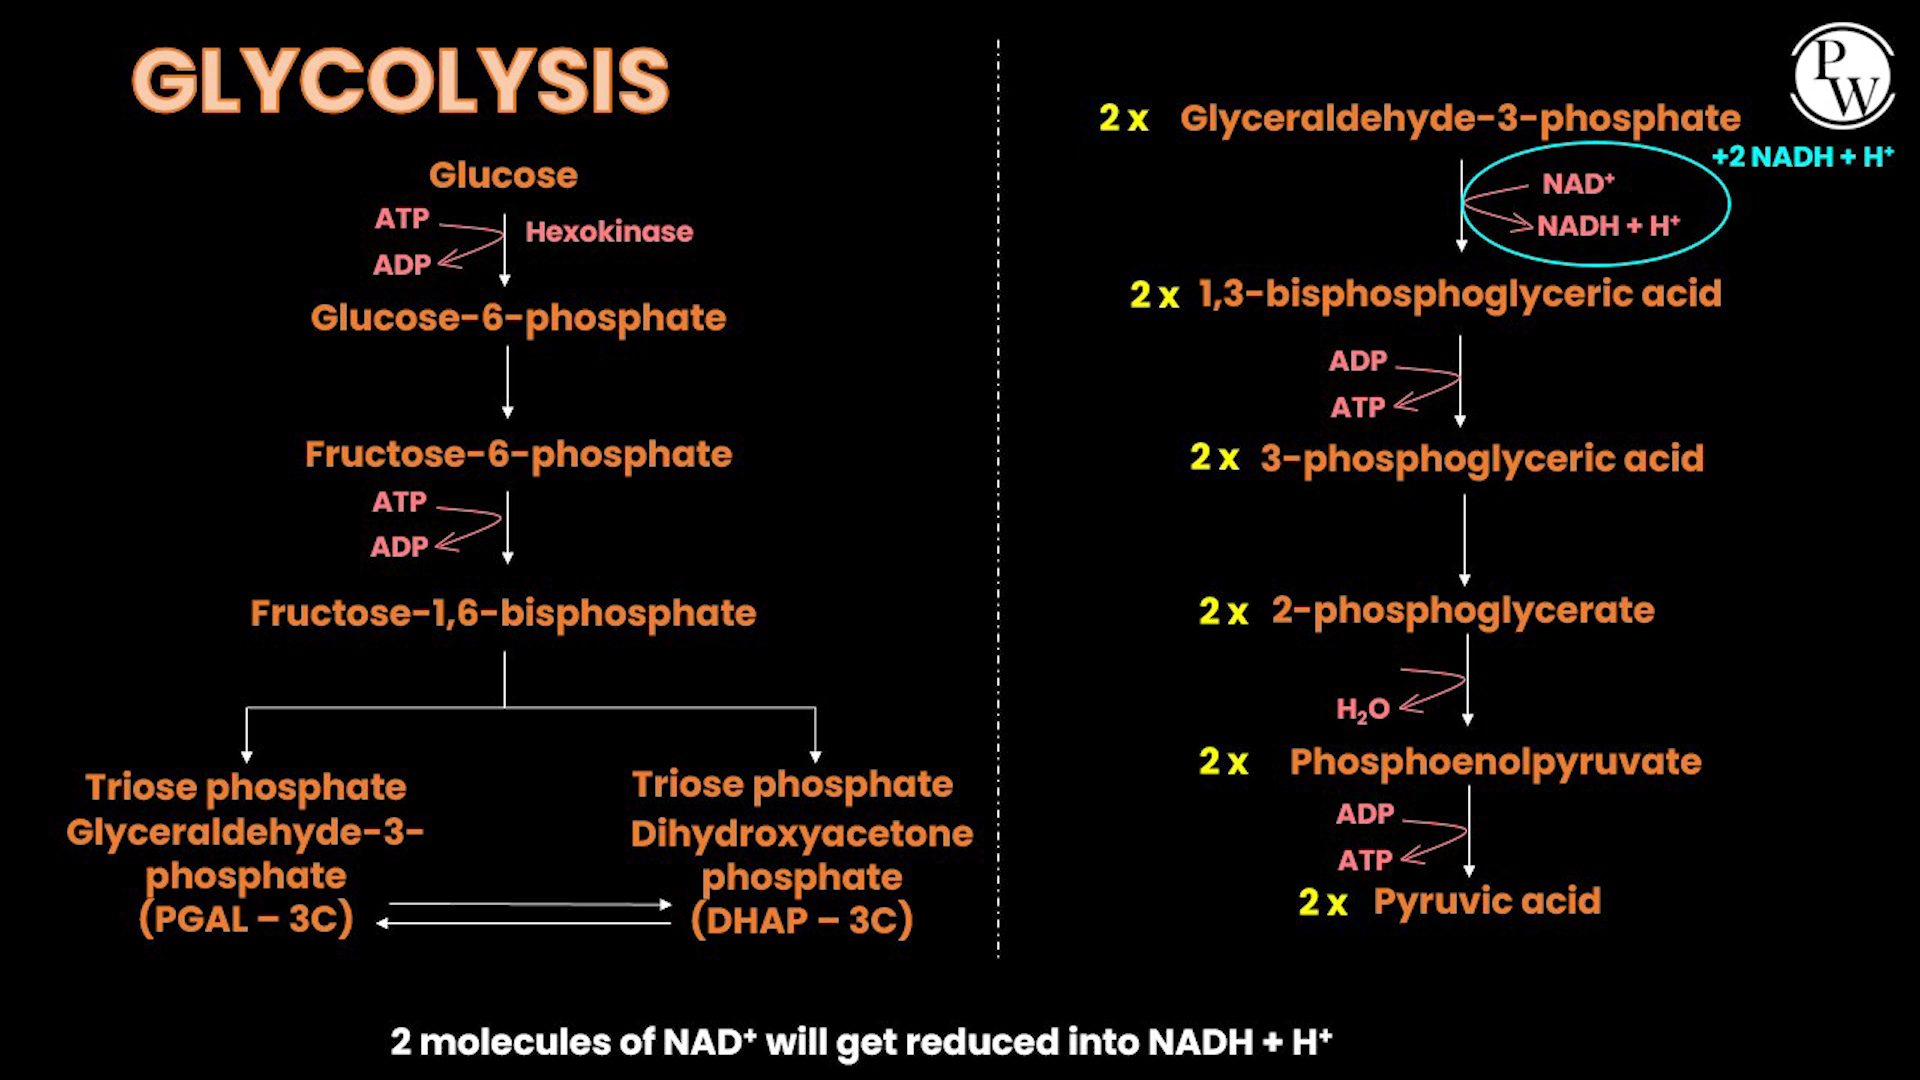 GLYCOLYSIS
Glucose
ATP
Hexokinase
ADP
Glucose-6-phosphate
Fructose-6-phosphate
ATP
ADP
Fructose-1,6-bisphosphate
Triose phosphate
Glyceraldehyde-3-
phosphate
(PGAL – 3C)
Triose phosphate
Dihydroxyacetone
phosphate
(DHAP – 3C)
PW
2 x Glyceraldehyde-3-phosphate
+2 NADH + H⁺
NAD⁺
NADH + H⁺
2 x 1,3-bisphosphoglyceric acid
ADP
ATP
2 x 3-phosphoglyceric acid
2 x 2-phosphoglycerate
H₂O
2 x Phosphoenolpyruvate
ADP
ATP
2 x Pyruvic acid
2 molecules of NAD⁺ will get reduced into NADH + H⁺